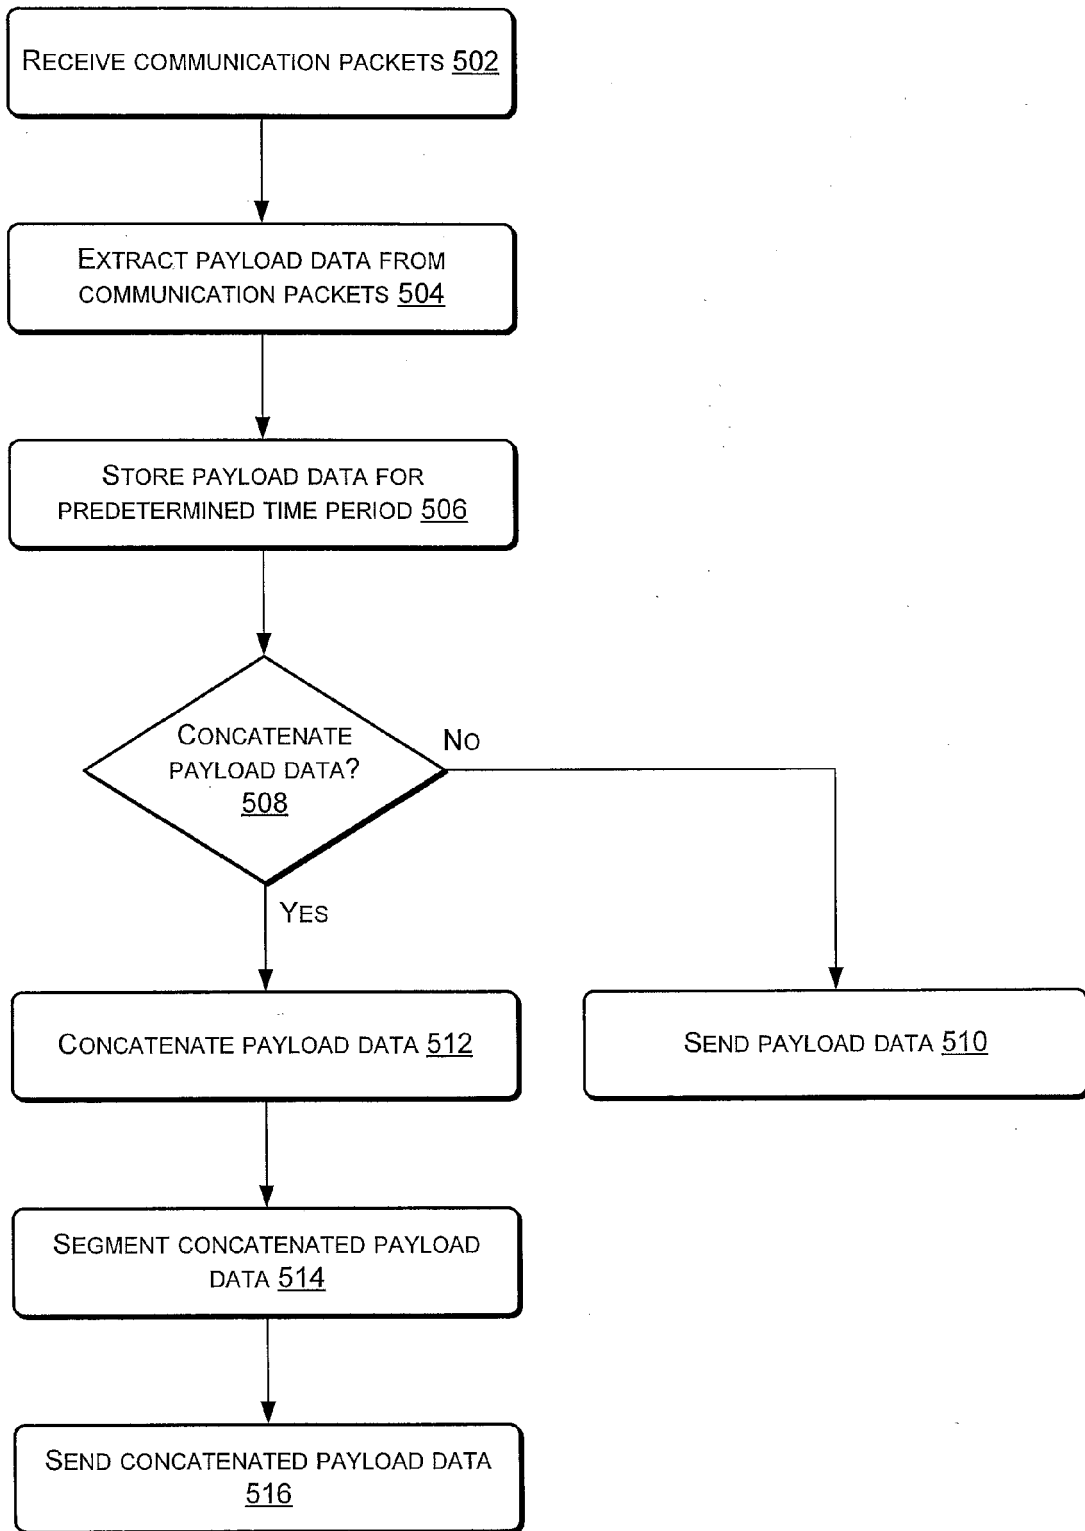 RECEIVE COMMUNICATION PACKETS 502
EXTRACT PAYLOAD DATA FROM
COMMUNICATION PACKETS 504
STORE PAYLOAD DATA FOR
PREDETERMINED TIME PERIOD 506
CONCATENATE
PAYLOAD DATA?
508
NO
YES
CONCATENATE PAYLOAD DATA 512
SEND PAYLOAD DATA 510
SEGMENT CONCATENATED PAYLOAD
DATA 514
SEND CONCATENATED PAYLOAD DATA
516